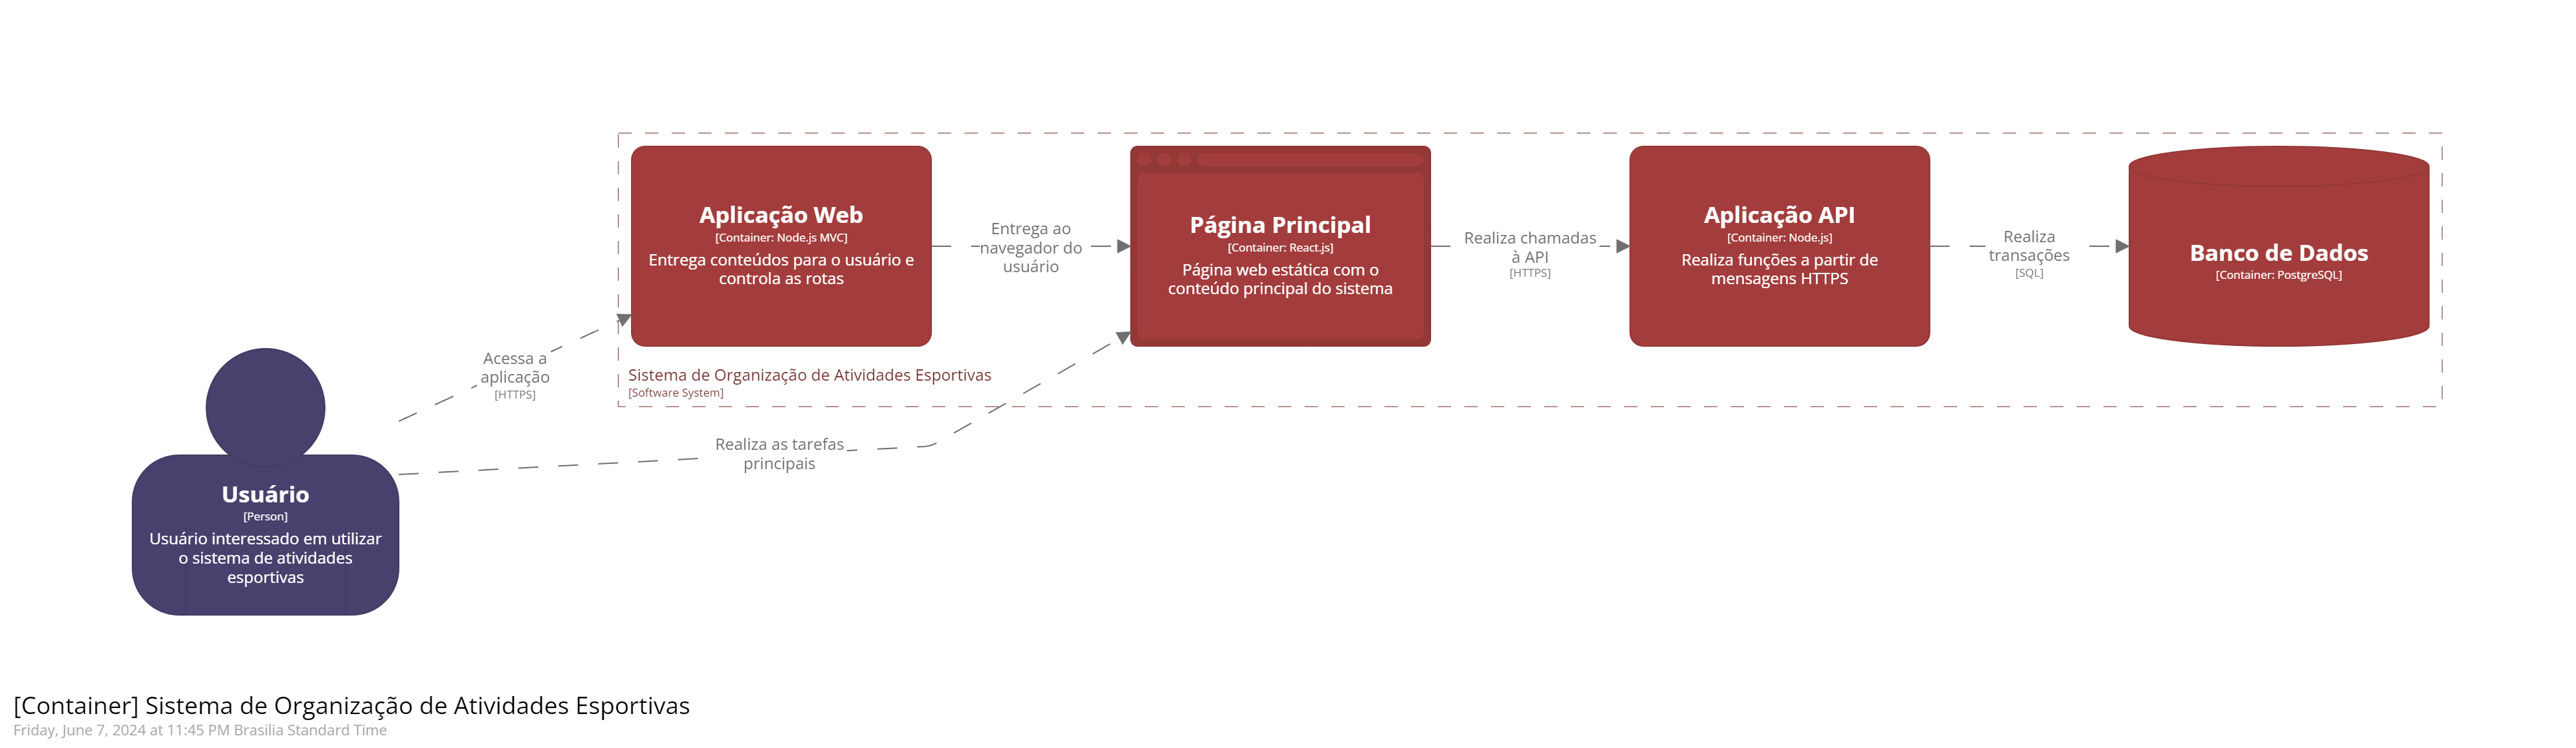 Aplicação Web
[Container: Node.js MVC]
Entrega conteúdos para o usuário e
controla as rotas
Entrega ao
navegador do
usuário
Página Principal
[Container: React.js]
Página web estática com o
conteúdo principal do sistema
Realiza chamadas
à API
[HTTPS]
Aplicação API
[Container: Node.js]
Realiza funções a partir de
mensagens HTTPS
Realiza
transações
[SQL]
Banco de Dados
[Container: PostgreSQL]
Acessa a
aplicação
[HTTPS]
Sistema de Organização de Atividades Esportivas
[Software System]
Realiza as tarefas
principais
Usuário
[Person]
Usuário interessado em utilizar
o sistema de atividades
esportivas
[Container] Sistema de Organização de Atividades Esportivas
Friday, June 7, 2024 at 11:45 PM Brasilia Standard Time